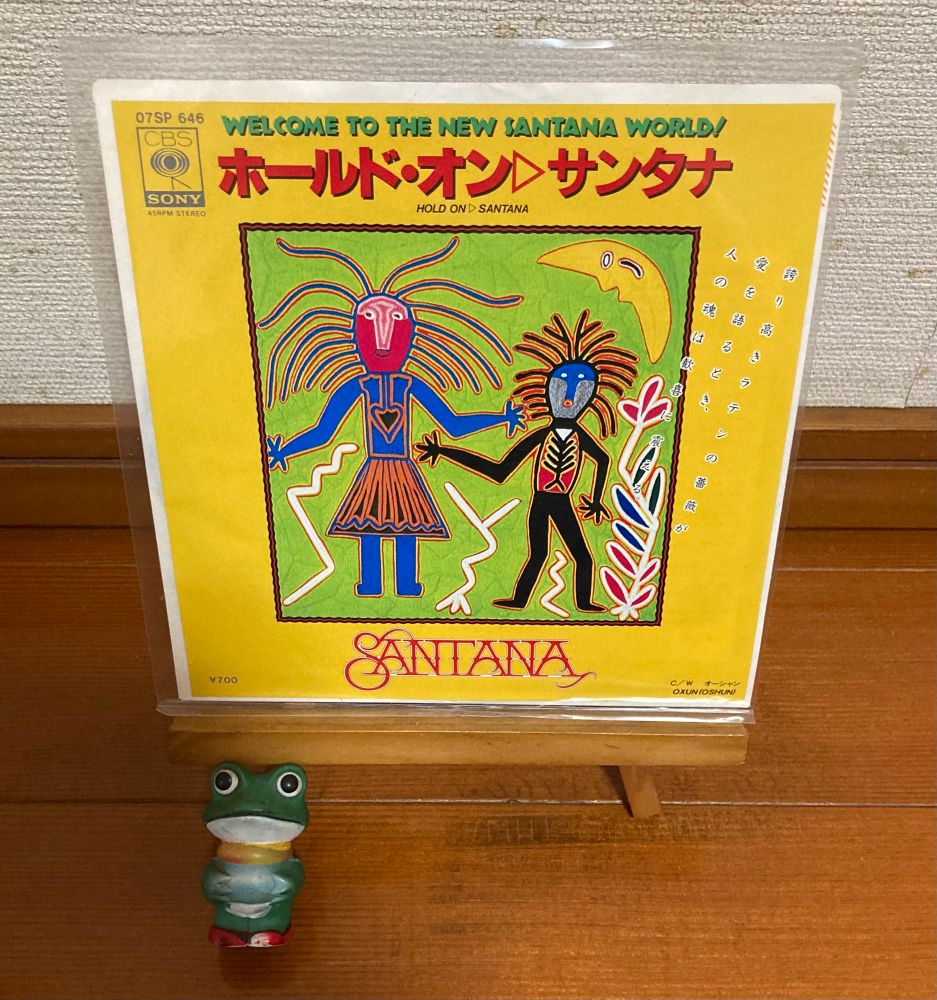 07SP 646
CBS
SONY
45RPM STEREO
WELCOME TO THE NEW SANTANA WORLD!
ホールド・オン▷サンタナ
HOLD ON▷SANTANA
誇り高きラテンの薔薇が
愛を語るとき、
人の魂は歓喜に震える。
SANTANA
¥700
C/W オーシャン
OXUN(OSHUN)